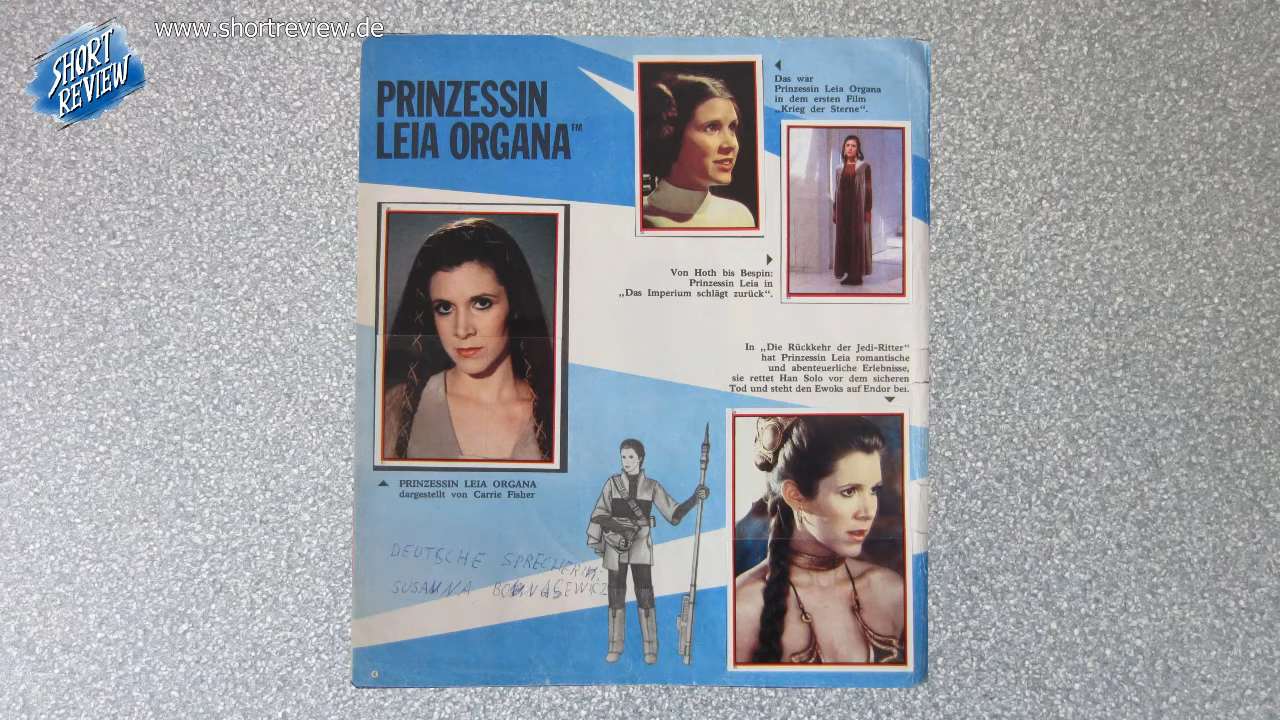 SHORT
REVIEW
www.shortreview.de
PRINZESSIN
LEIA ORGANA™
Das war
Prinzessin Leia Organa
in dem ersten Film
„Krieg der Sterne“.
Von Hoth bis Bespin:
Prinzessin Leia in
„Das Imperium schlägt zurück“.
In „Die Rückkehr der Jedi-Ritter“
hat Prinzessin Leia romantische
und abenteuerliche Erlebnisse,
sie rettet Han Solo vor dem sicheren
Tod und steht den Ewoks auf Endor bei.
PRINZESSIN LEIA ORGANA
dargestellt von Carrie Fisher
DEUTSCHE SPRECHERIN:
SUSANNA
4